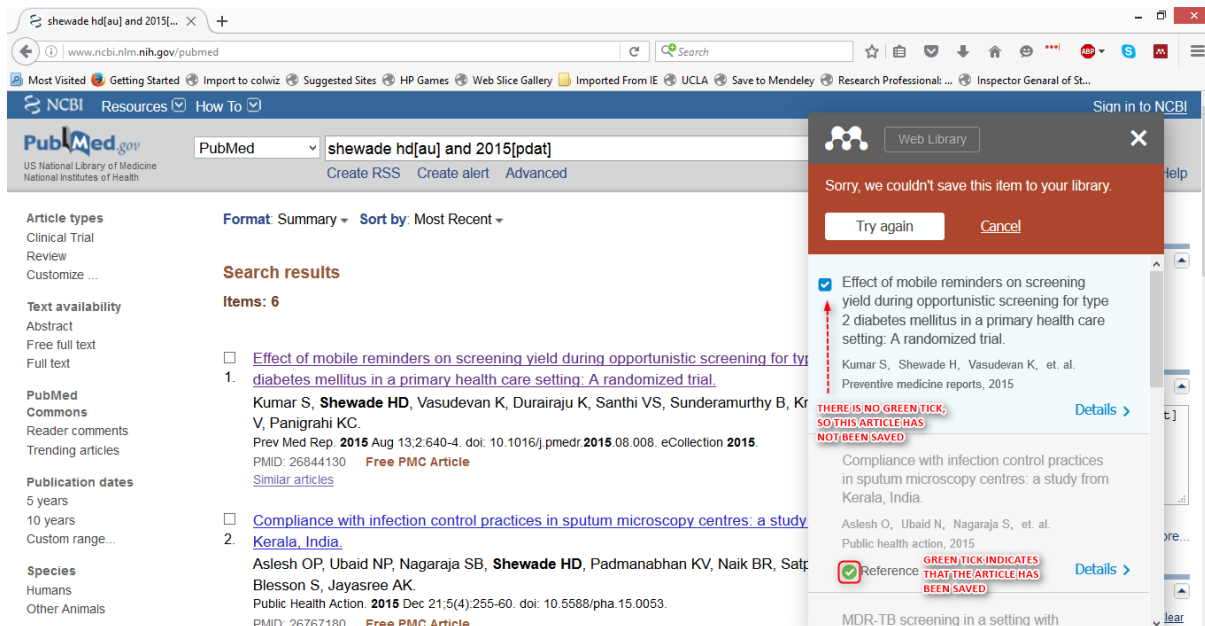 shewade hd[au] and 2015[...
www.ncbi.nlm.nih.gov/pubmed
Search
ABP
Most Visited Getting Started Import to colwiz Suggested Sites HP Games Web Slice Gallery Imported From IE UCLA Save to Mendeley Research Professional: ... Inspector Genaral of St...
NCBI Resources How To Sign in to NCBI
PubMed.gov
US National Library of Medicine
National Institutes of Health
PubMed
shewade hd[au] and 2015[pdat]
Create RSS Create alert Advanced
Help
Article types
Clinical Trial
Review
Customize ...
Text availability
Abstract
Free full text
Full text
PubMed
Commons
Reader comments
Trending articles
Publication dates
5 years
10 years
Custom range...
Species
Humans
Other Animals
Format: Summary Sort by: Most Recent
Search results
Items: 6
1.
Effect of mobile reminders on screening yield during opportunistic screening for typ
diabetes mellitus in a primary health care setting: A randomized trial.
Kumar S, Shewade HD, Vasudevan K, Durairaju K, Santhi VS, Sunderamurthy B, Kr
V, Panigrahi KC.
Prev Med Rep. 2015 Aug 13;2:640-4. doi: 10.1016/j.pmedr.2015.08.008. eCollection 2015.
PMID: 26844130 Free PMC Article
Similar articles
2.
Compliance with infection control practices in sputum microscopy centres: a study
Kerala, India.
Aslesh OP, Ubaid NP, Nagaraja SB, Shewade HD, Padmanabhan KV, Naik BR, Satp
Blesson S, Jayasree AK.
Public Health Action. 2015 Dec 21;5(4):255-60. doi: 10.5588/pha.15.0053.
PMID: 26767180 Free PMC Article
Web Library
Sorry, we couldn't save this item to your library.
Try again Cancel
Effect of mobile reminders on screening
yield during opportunistic screening for type
2 diabetes mellitus in a primary health care
setting: A randomized trial.
Kumar S, Shewade H, Vasudevan K, et. al.
Preventive medicine reports, 2015
Details
THERE IS NO GREEN TICK,
SO THIS ARTICLE HAS
NOT BEEN SAVED
Compliance with infection control practices
in sputum microscopy centres: a study from
Kerala, India.
Aslesh O, Ubaid N, Nagaraja S, et. al.
Public health action, 2015
Reference
GREEN TICK INDICATES
THAT THE ARTICLE HAS
BEEN SAVED
Details
MDR-TB screening in a setting with
t]
ore...
lear